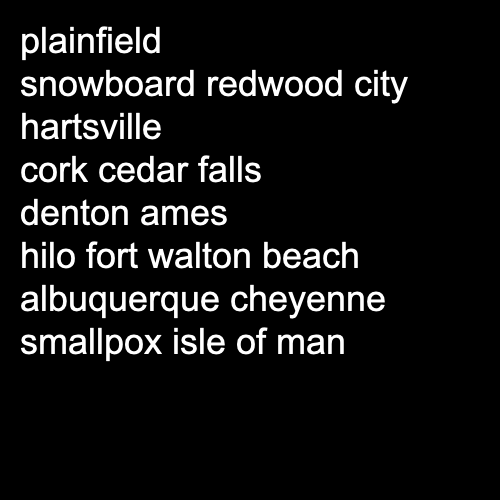 plainfield
snowboard redwood city
hartsville
cork cedar falls
denton ames
hilo fort walton beach
albuquerque cheyenne
smallpox isle of man